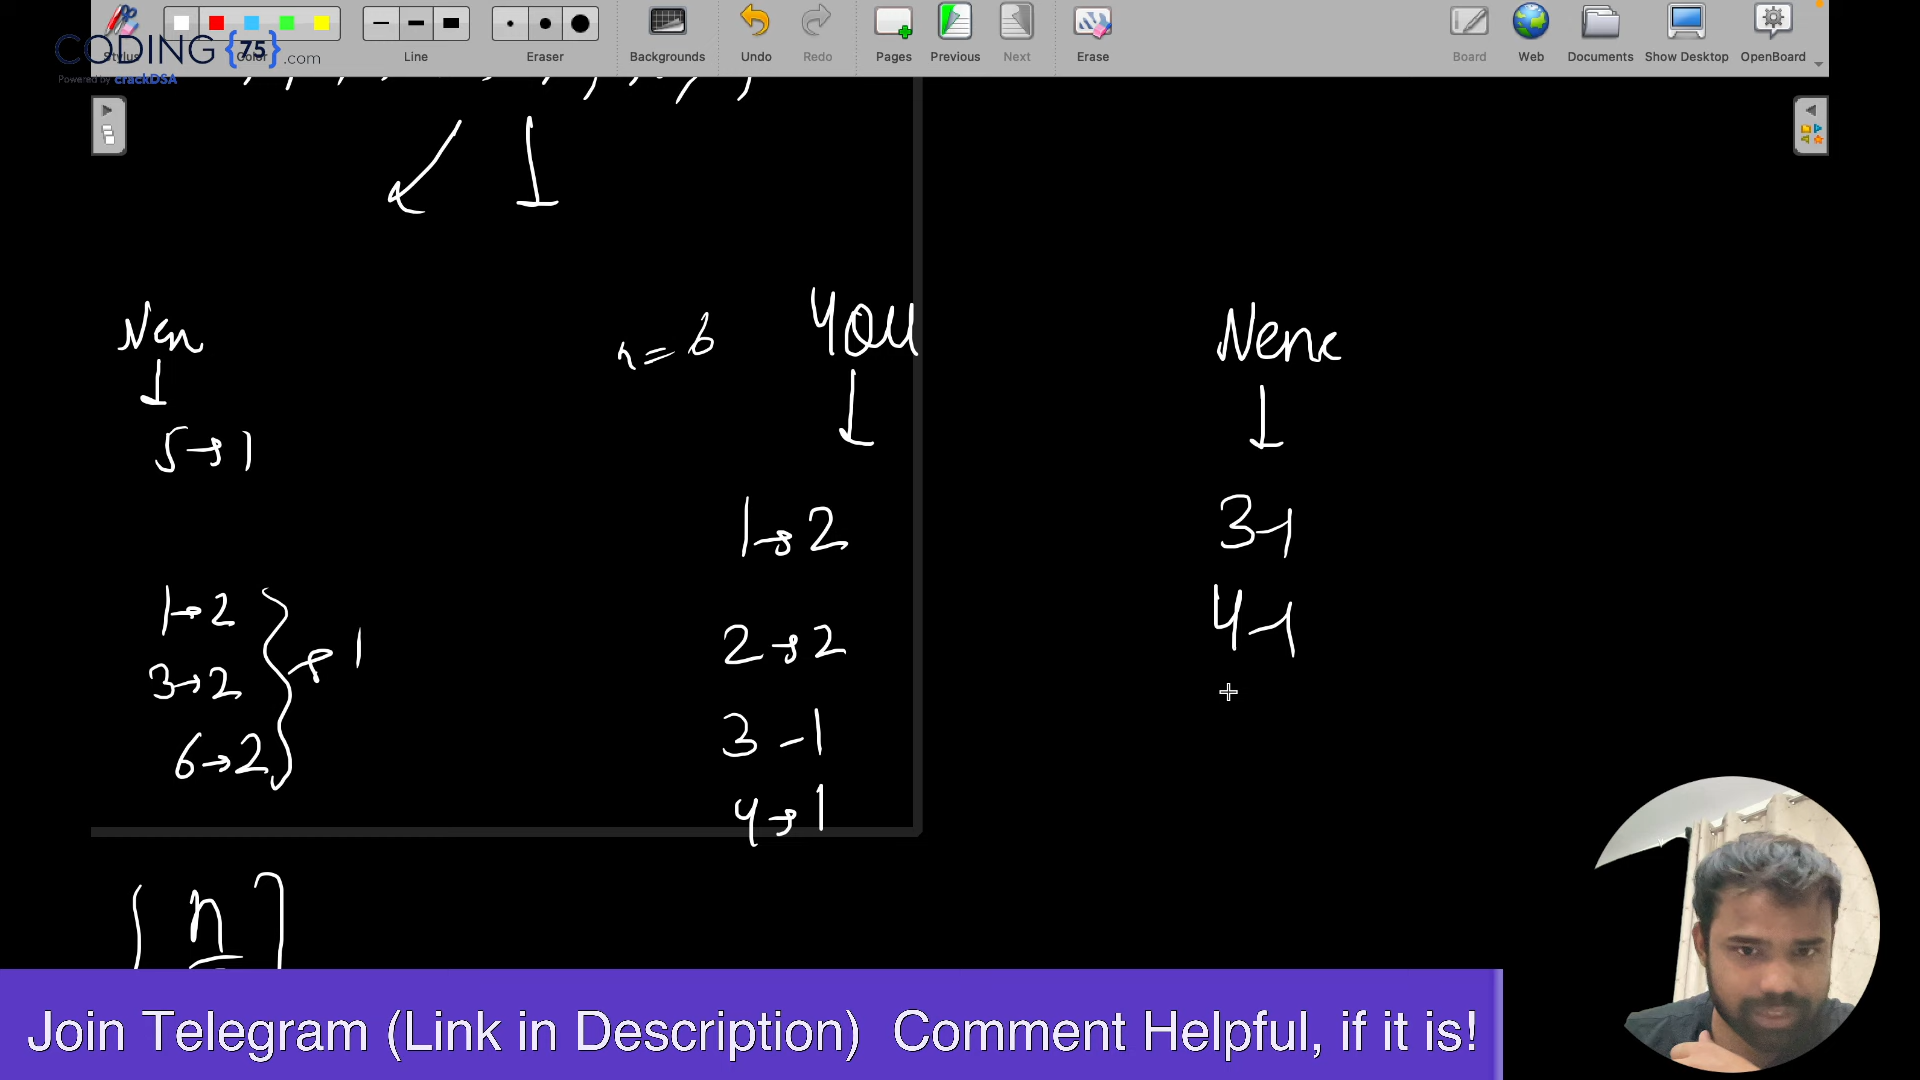 Line
Eraser
Backgrounds
Undo
Redo
Pages
Previous
Next
Erase
Board
Web
Documents
Show Desktop
OpenBoard
CODING {75} .com
Powered by crackDSA
n = 6
YOU
5 → 1
1 → 2
3 → 2
6 → 2
→ 1
1 → 2
2 → 2
3 - 1
4 → 1
3 - 1
4 - 1
n
Join Telegram (Link in Description) Comment Helpful, if it is!